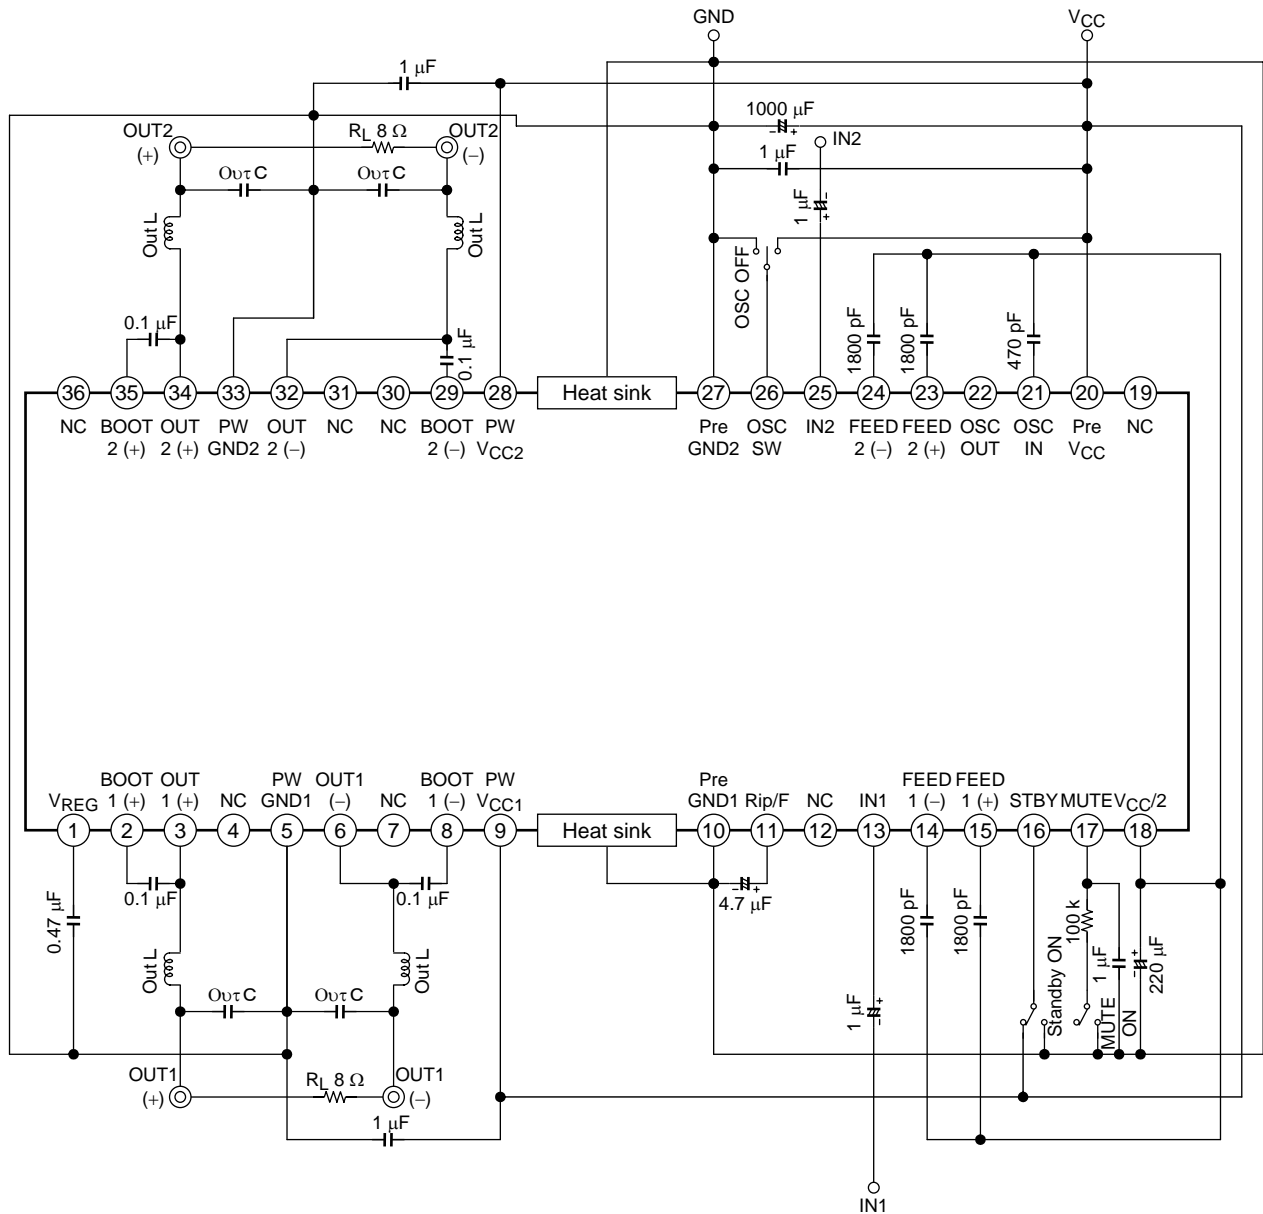 GND
VCC
1 µF
1000 µF
OUT2
(+)
RL 8 Ω
OUT2
(−)
IN2
1 µF
Oυτ C
Oυτ C
1 µF
Out L
Out L
OSC OFF
0.1 µF
0.1 µF
1800 pF
1800 pF
470 pF
36
35
34
33
32
31
30
29
28
Heat sink
27
26
25
24
23
22
21
20
19
NC
BOOT
2 (+)
OUT
2 (+)
PW
GND2
OUT
2 (−)
NC
NC
BOOT
2 (−)
PW
VCC2
Pre
GND2
OSC
SW
IN2
FEED
2 (−)
FEED
2 (+)
OSC
OUT
OSC
IN
Pre
VCC
NC
VREG
BOOT
1 (+)
OUT
1 (+)
NC
PW
GND1
OUT1
(−)
NC
BOOT
1 (−)
PW
VCC1
Pre
GND1
Rip/F
NC
IN1
FEED
1 (−)
FEED
1 (+)
STBY
MUTE
VCC/2
1
2
3
4
5
6
7
8
9
Heat sink
10
11
12
13
14
15
16
17
18
0.47 µF
0.1 µF
0.1 µF
4.7 µF
1800 pF
1800 pF
100 k
1 µF
220 µF
Out L
Out L
Oυτ C
Oυτ C
1 µF
Standby ON
MUTE
ON
OUT1
(+)
RL 8 Ω
OUT1
(−)
1 µF
IN1